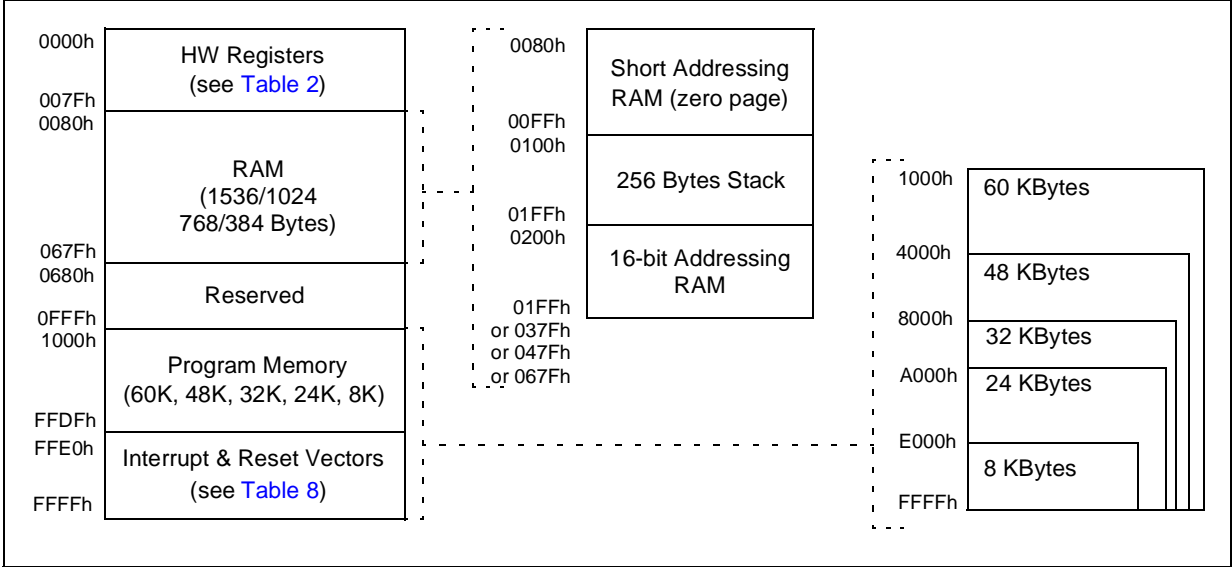 0000h
HW Registers
(see Table 2)
007Fh
0080h
RAM
(1536/1024
768/384 Bytes)
067Fh
0680h
Reserved
0FFFh
1000h
Program Memory
(60K, 48K, 32K, 24K, 8K)
FFDFh
FFE0h
Interrupt & Reset Vectors
(see Table 8)
FFFFh
0080h
Short Addressing
RAM (zero page)
00FFh
0100h
256 Bytes Stack
01FFh
0200h
16-bit Addressing
RAM
01FFh
or 037Fh
or 047Fh
or 067Fh
1000h
60 KBytes
4000h
48 KBytes
8000h
32 KBytes
A000h
24 KBytes
E000h
8 KBytes
FFFFh